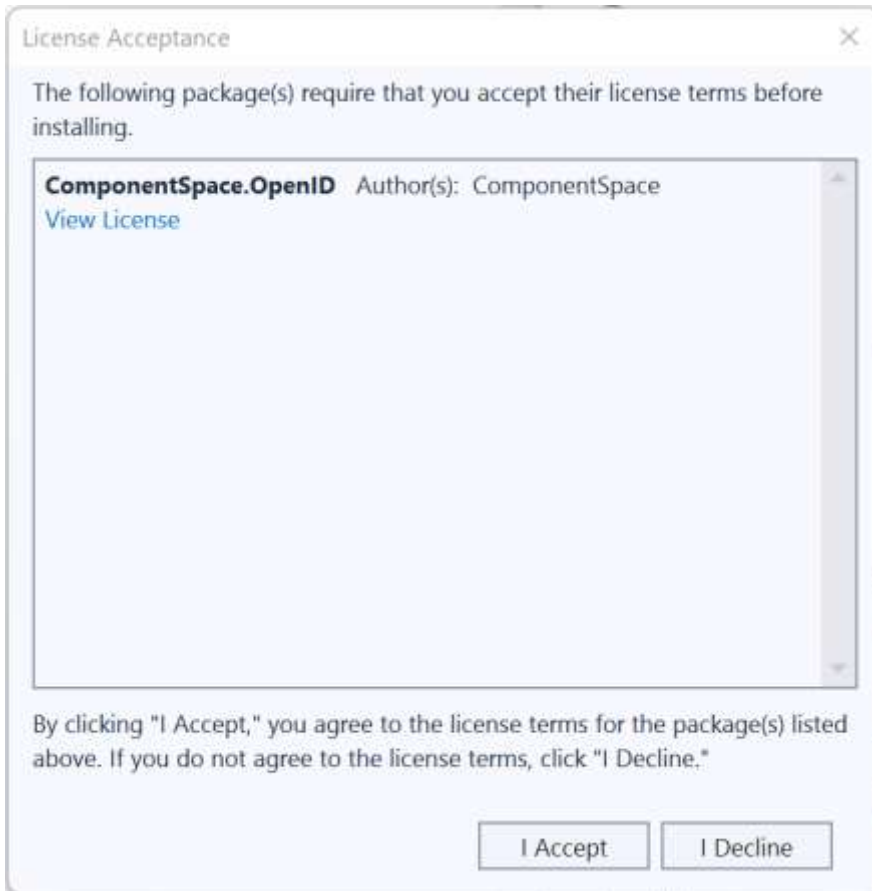 License Acceptance
The following package(s) require that you accept their license terms before
installing.
ComponentSpace.OpenID Author(s): ComponentSpace
View License
By clicking "I Accept," you agree to the license terms for the package(s) listed
above. If you do not agree to the license terms, click "I Decline."
I Accept I Decline